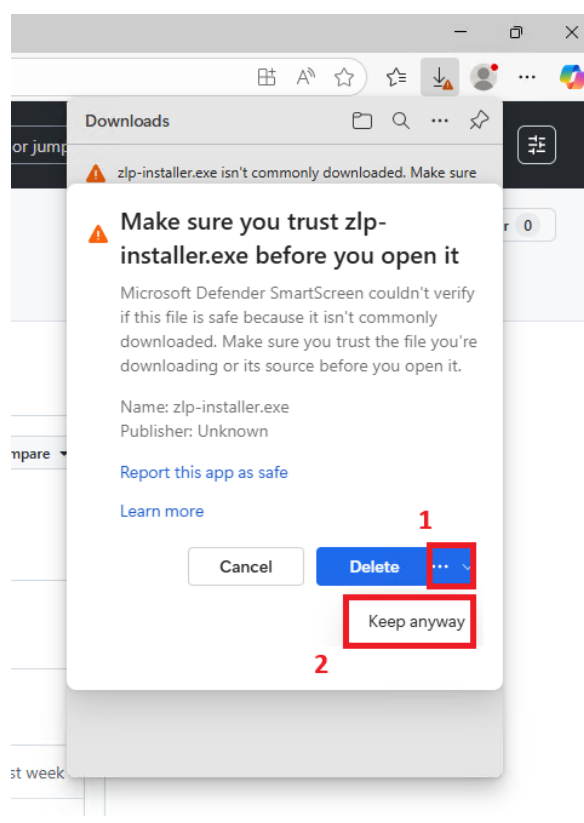 or jump
Downloads
zlp-installer.exe isn't commonly downloaded. Make sure
r 0
Make sure you trust zlp-
installer.exe before you open it
Microsoft Defender SmartScreen couldn't verify
if this file is safe because it isn't commonly
downloaded. Make sure you trust the file you're
downloading or its source before you open it.
Name: zlp-installer.exe
Publisher: Unknown
mpare
Report this app as safe
Learn more
1
Cancel
Delete
Keep anyway
2
st week